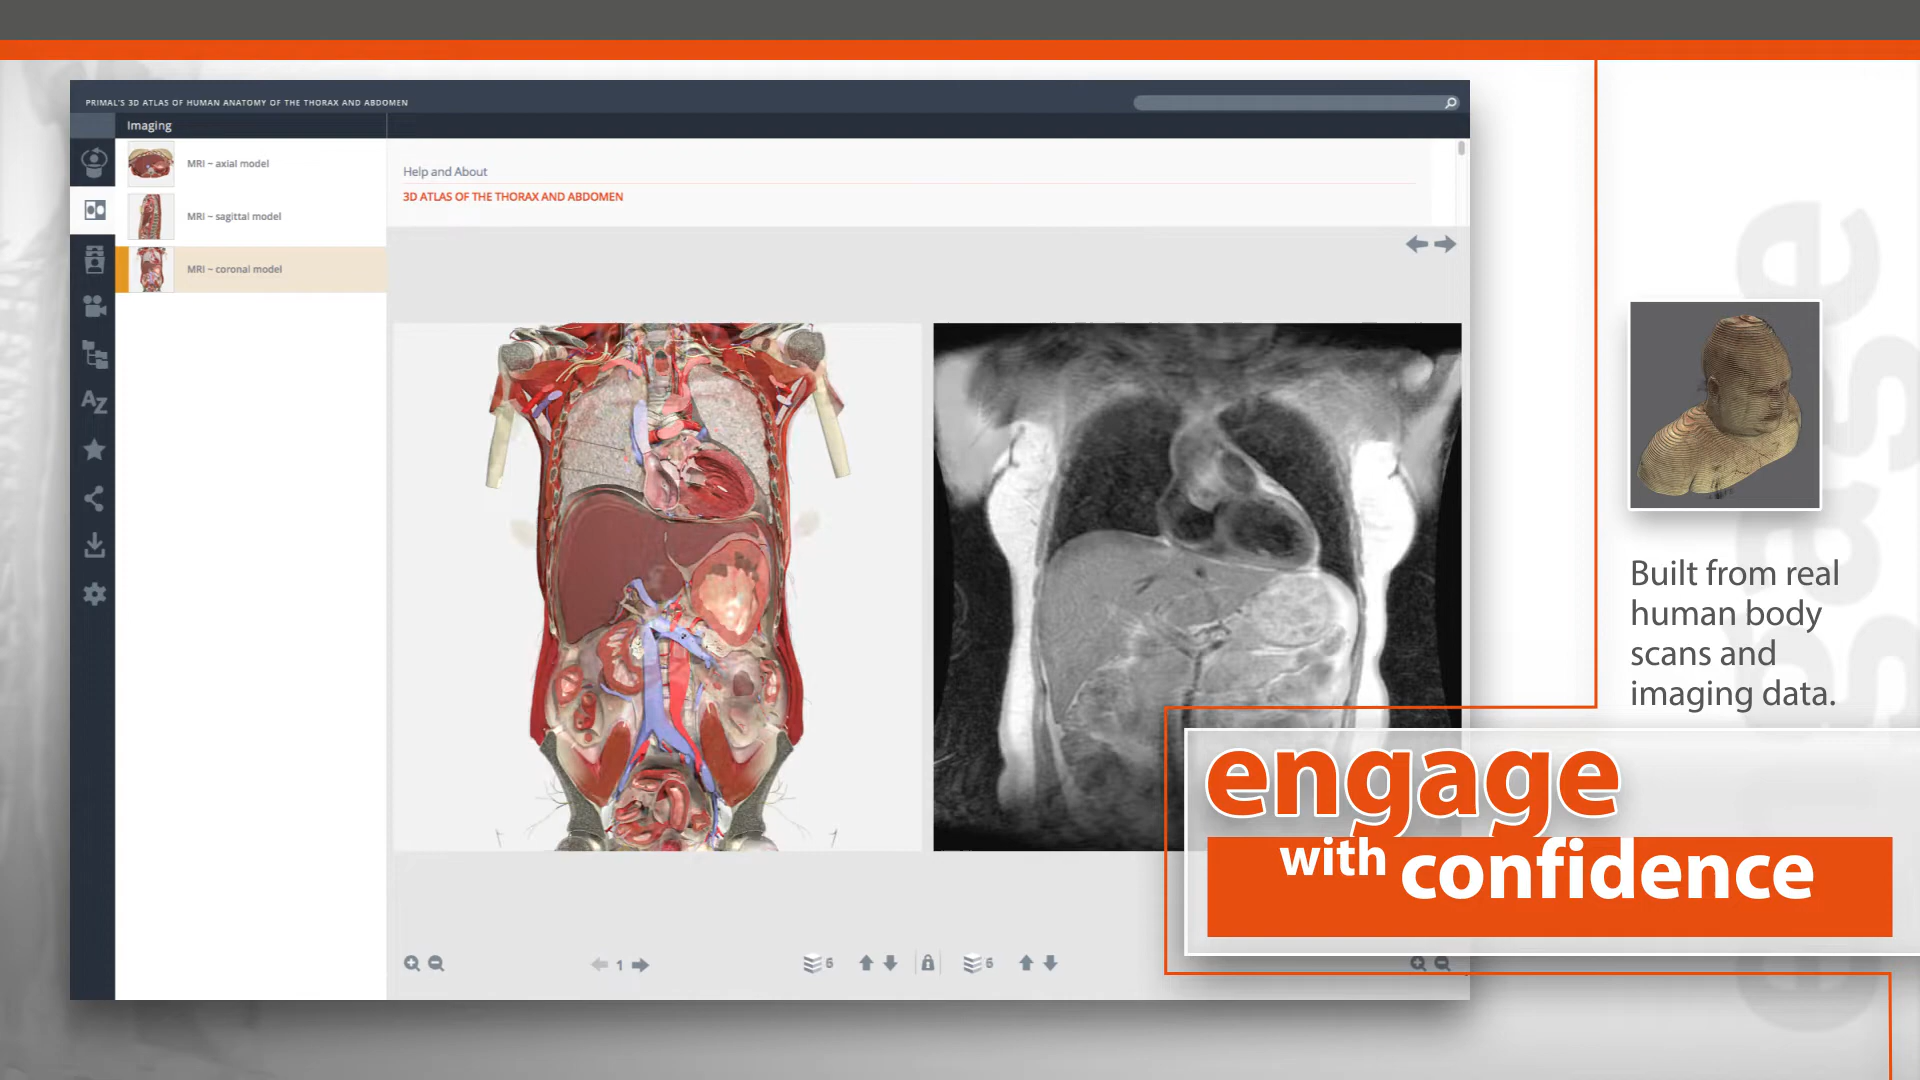 PRIMAL'S 3D ATLAS OF HUMAN ANATOMY OF THE THORAX AND ABDOMEN
Imaging
MRI – axial model
MRI – sagittal model
MRI – coronal model
Help and About
3D ATLAS OF THE THORAX AND ABDOMEN
AZ
1
6
6
Built from real
human body
scans and
imaging data.
engage
with confidence